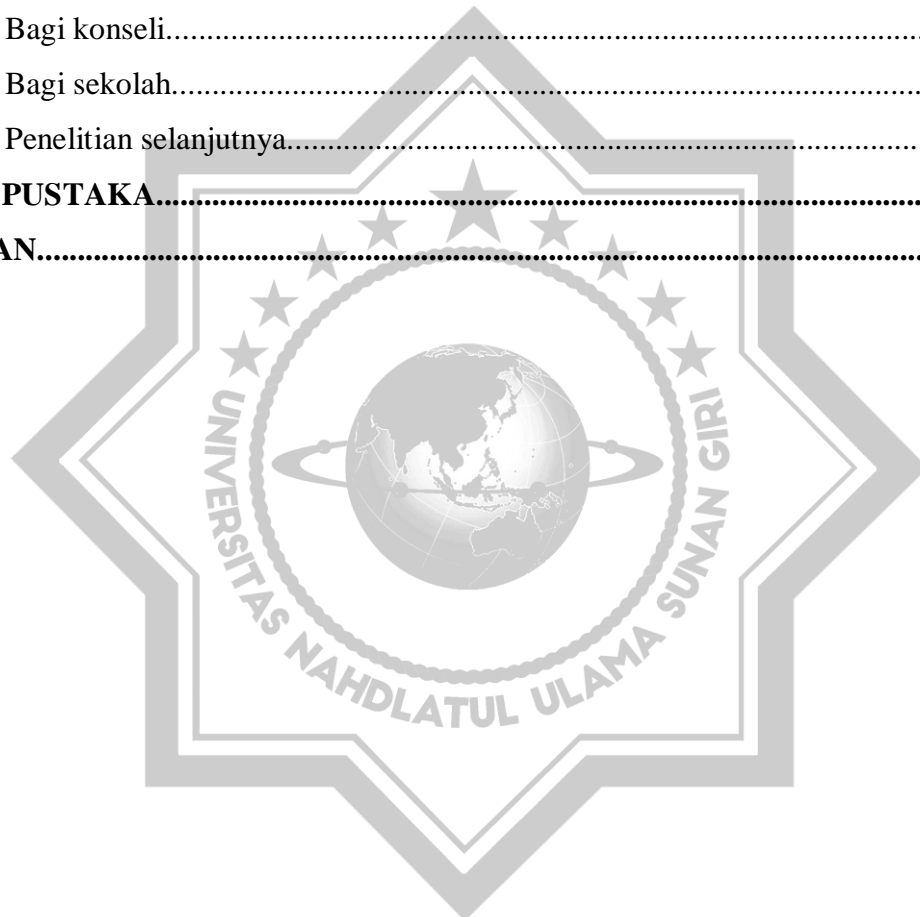 Bagi konseli................................................................................................
Bagi sekolah...............................................................................................
Penelitian selanjutnya................................................................................
PUSTAKA................................................................................................
AN..............................................................................................................
UNIVERSITAS NAHDLATUL ULAMA SUNAN GIRI